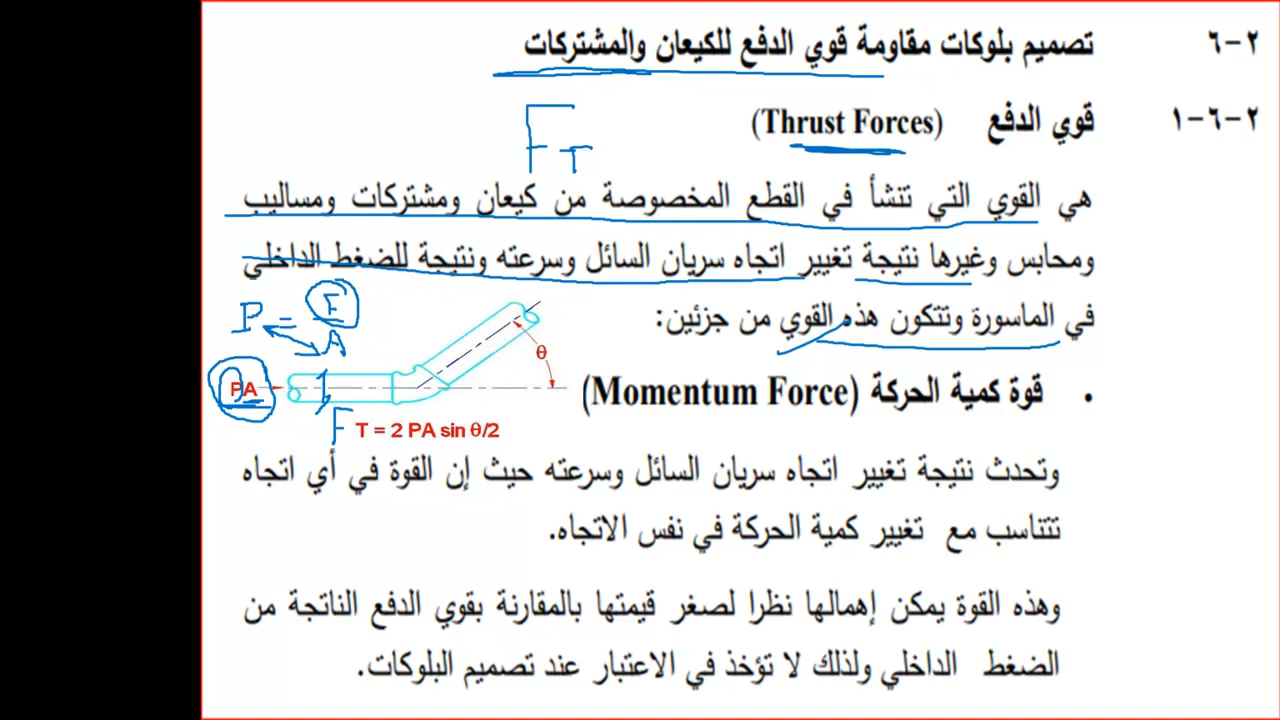 ٢-٦ تصميم بلوكات مقاومة قوي الدفع للكيعان والمشتركات
٢-٦-١ قوي الدفع (Thrust Forces)
F T
هي القوي التي تنشأ في القطع المخصوصة من كيعان ومشتركات ومساليب
ومحابس وغيرها نتيجة تغيير اتجاه سريان السائل وسرعته ونتيجة للضغط الداخلي
في الماسورة وتتكون هذه القوي من جزئين:
P = F
A
θ
PA
F T = 2 PA sin θ/2
• قوة كمية الحركة (Momentum Force)
وتحدث نتيجة تغيير اتجاه سريان السائل وسرعته حيث إن القوة في أي اتجاه
تتناسب مع تغيير كمية الحركة في نفس الاتجاه.
وهذه القوة يمكن إهمالها نظرا لصغر قيمتها بالمقارنة بقوي الدفع الناتجة من
الضغط الداخلي ولذلك لا تؤخذ في الاعتبار عند تصميم البلوكات.